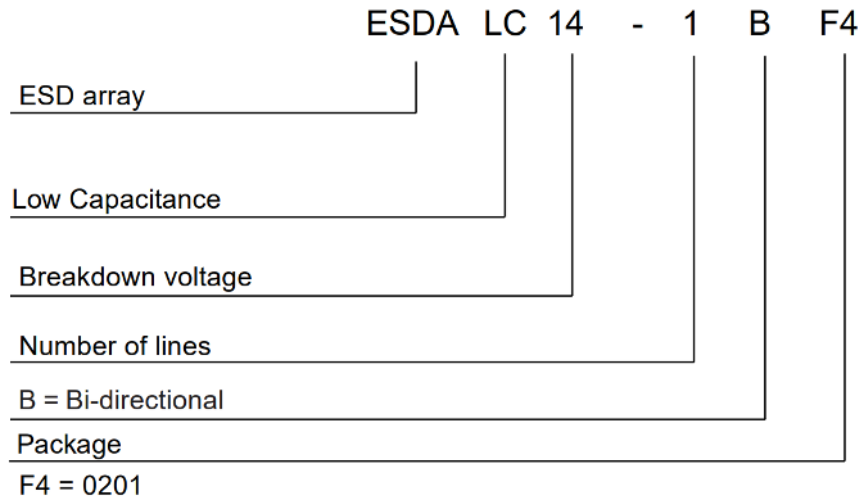 ESDA LC 14 - 1 B F4
ESD array
Low Capacitance
Breakdown voltage
Number of lines
B = Bi-directional
Package
F4 = 0201